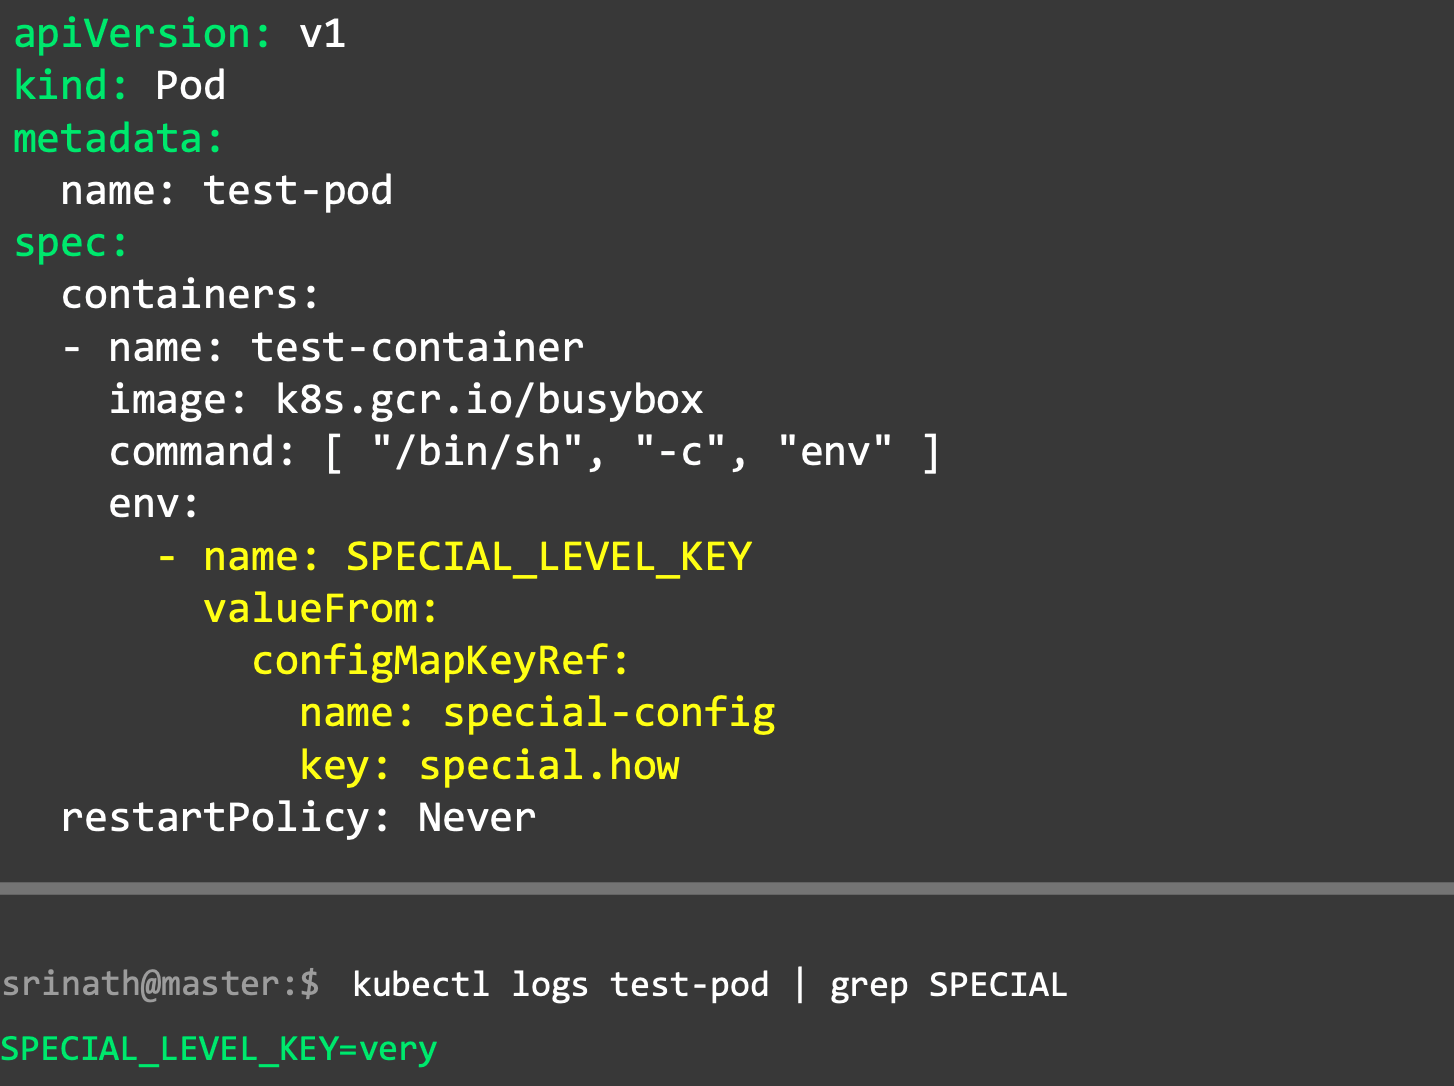 apiVersion: v1
kind: Pod
metadata:
  name: test-pod
spec:
  containers:
  - name: test-container
    image: k8s.gcr.io/busybox
    command: [ "/bin/sh", "-c", "env" ]
    env:
      - name: SPECIAL_LEVEL_KEY
        valueFrom:
          configMapKeyRef:
            name: special-config
            key: special.how
  restartPolicy: Never
srinath@master:$ kubectl logs test-pod | grep SPECIAL
SPECIAL_LEVEL_KEY=very